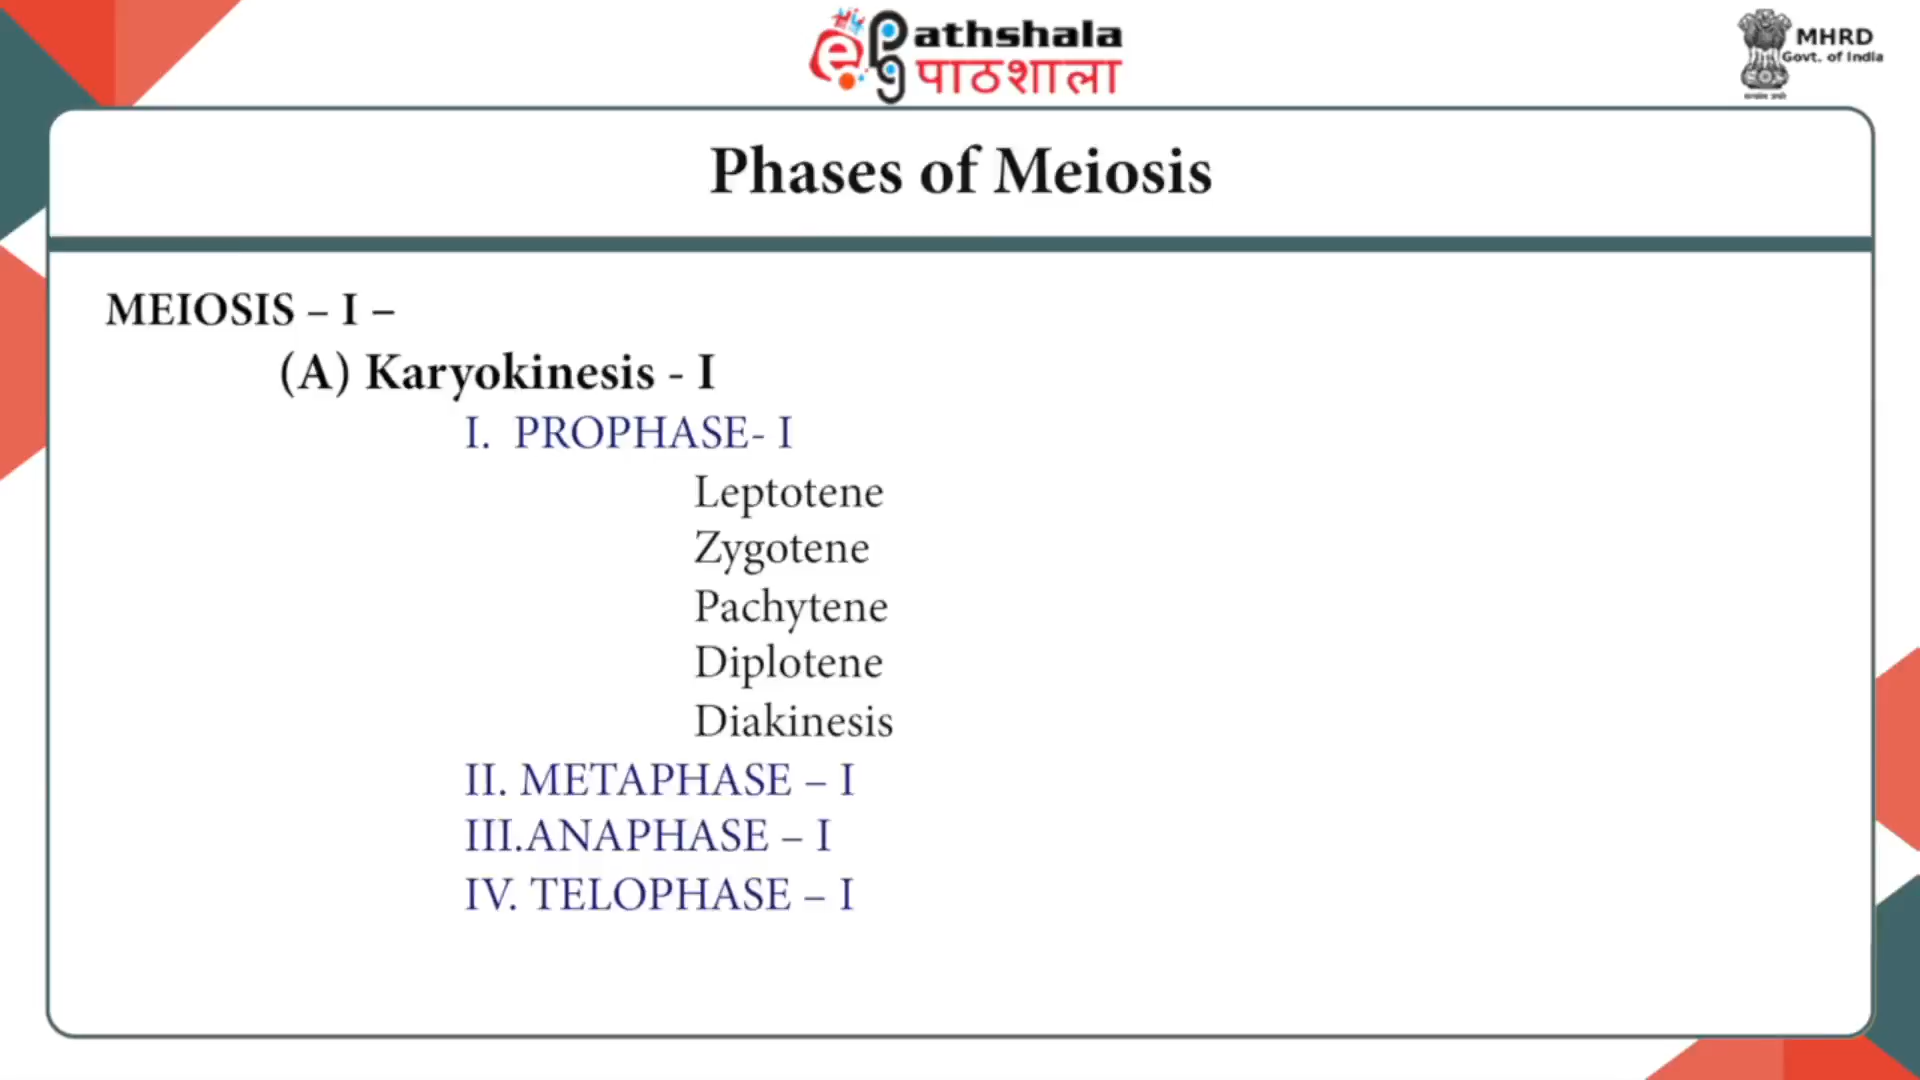 ePG Pathshala
पाठशाला
MHRD
Govt. of India
Phases of Meiosis
MEIOSIS – I –
(A) Karyokinesis - I
I. PROPHASE- I
Leptotene
Zygotene
Pachytene
Diplotene
Diakinesis
II. METAPHASE – I
III.ANAPHASE – I
IV. TELOPHASE – I